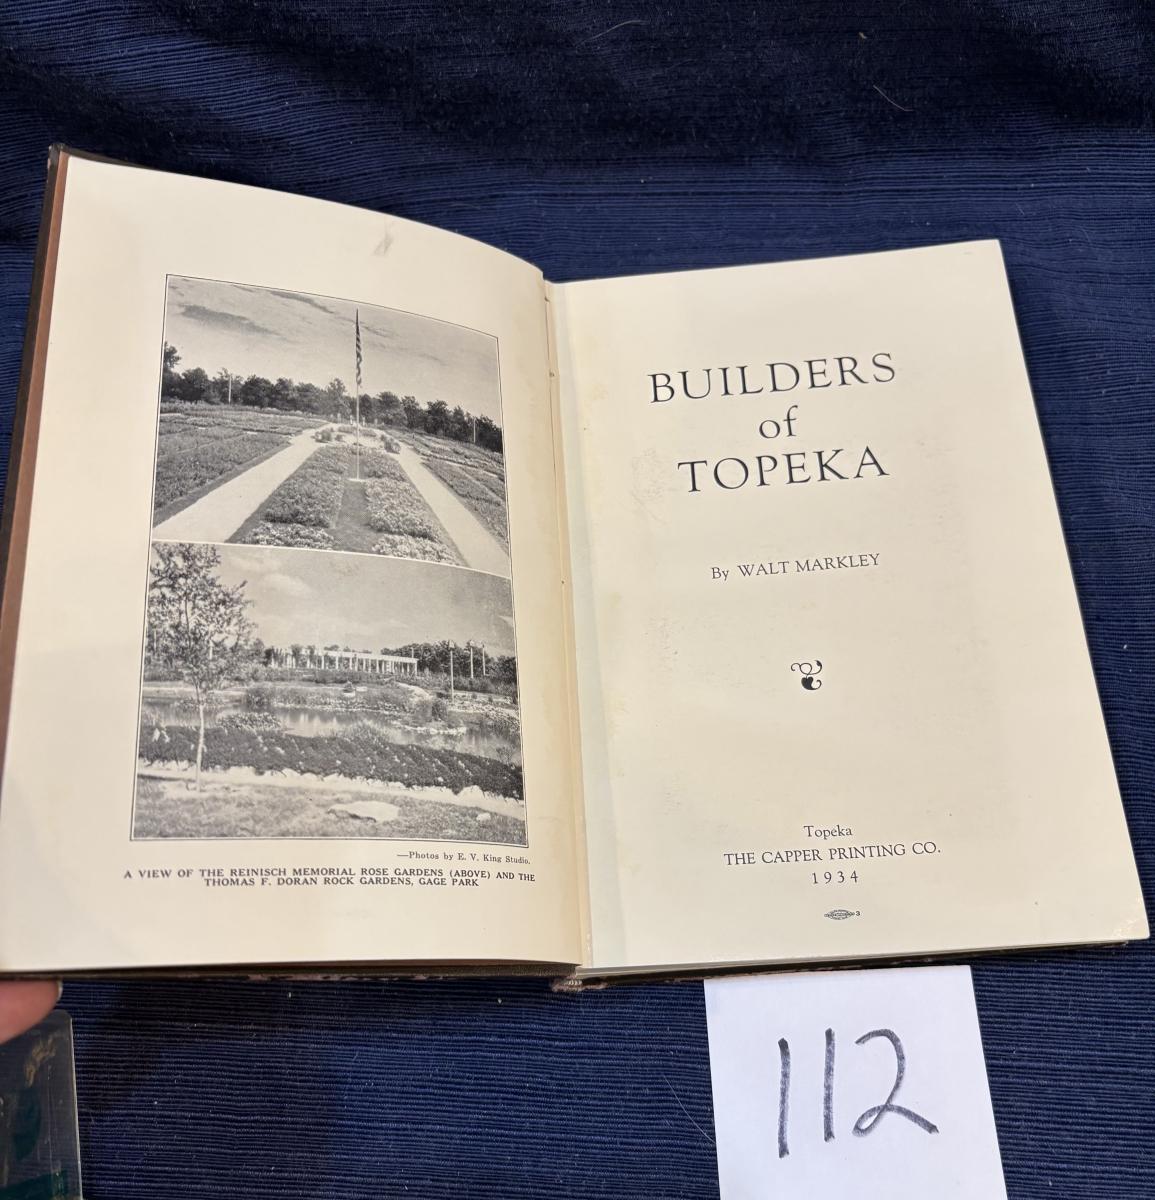 —Photos by E. V. King Studio.
A VIEW OF THE REINISCH MEMORIAL ROSE GARDENS (ABOVE) AND THE
THOMAS F. DORAN ROCK GARDENS, GAGE PARK
BUILDERS
of
TOPEKA
By WALT MARKLEY
Topeka
THE CAPPER PRINTING CO.
1934
3
112